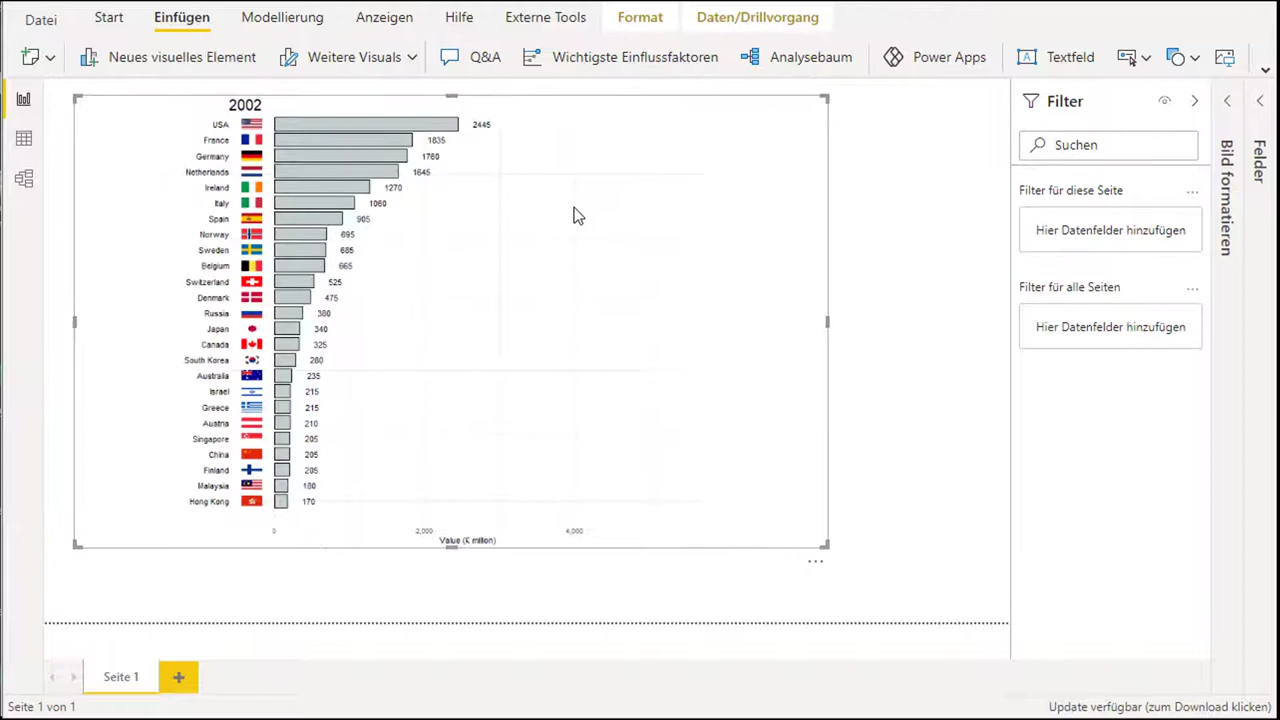 Datei Start Einfügen Modellierung Anzeigen Hilfe Externe Tools Format Daten/Drillvorgang
Neues visuelles Element Weitere Visuals Q&A Wichtigste Einflussfaktoren Analysebaum Power Apps Textfeld
2002
USA 2445
France 1835
Germany 1760
Netherlands 1645
Ireland 1270
Italy 1060
Spain 905
Norway 695
Sweden 685
Belgium 665
Switzerland 525
Denmark 475
Russia 380
Japan 340
Canada 325
South Korea 280
Australia 235
Israel 215
Greece 215
Austria 210
Singapore 205
China 205
Finland 205
Malaysia 180
Hong Kong 170
0 2,000 4,000
Value (£ millon)
Filter
Suchen
Filter für diese Seite
Hier Datenfelder hinzufügen
Filter für alle Seiten
Hier Datenfelder hinzufügen
Bild formatieren
Felder
Seite 1
Seite 1 von 1
Update verfügbar (zum Download klicken)